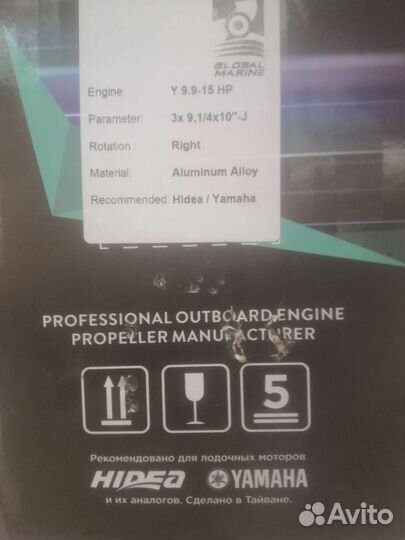 GLOBAL
MARINE
Engine: Y 9.9-15 HP
Parameter: 3x 9,1/4x10"-J
Rotation : Right
Material: Aluminum Alloy
Recommended: Hidea / Yamaha
PROFESSIONAL OUTBOARD ENGINE
PROPELLER MANUFACTURER
5
Рекомендовано для лодочных моторов
HIDEA YAMAHA
и их аналогов. Сделано в Тайване.
Avito